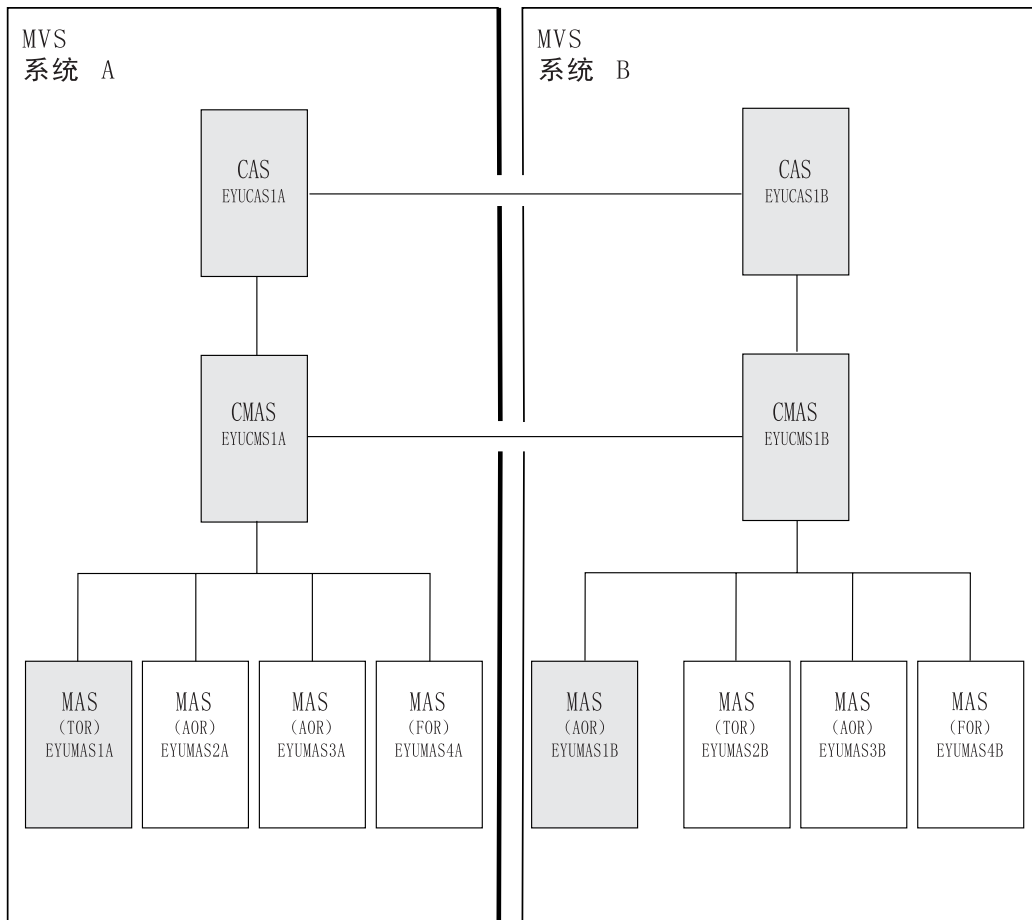 MVS
系统 A
CAS
EYUCAS1A
CMAS
EYUCMS1A
MAS
(TOR)
EYUMAS1A
MAS
(AOR)
EYUMAS2A
MAS
(AOR)
EYUMAS3A
MAS
(FOR)
EYUMAS4A
MVS
系统 B
CAS
EYUCAS1B
CMAS
EYUCMS1B
MAS
(AOR)
EYUMAS1B
MAS
(TOR)
EYUMAS2B
MAS
(AOR)
EYUMAS3B
MAS
(FOR)
EYUMAS4B